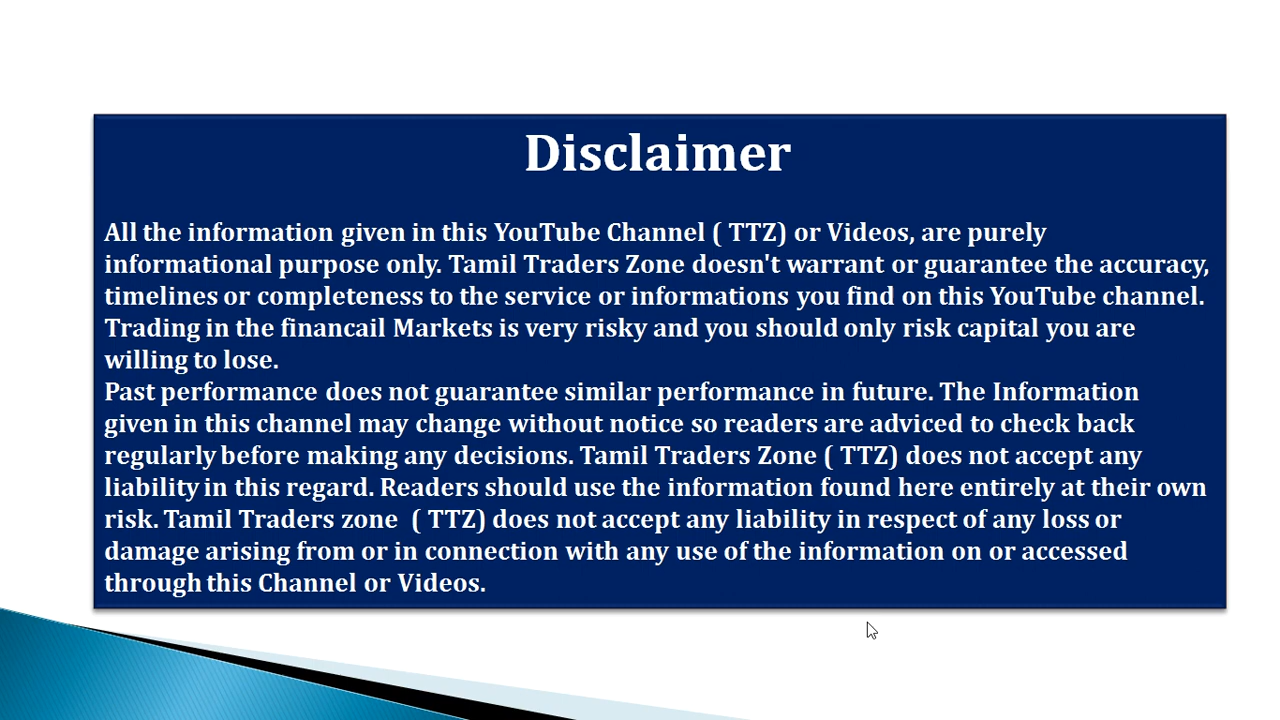 Disclaimer
All the information given in this YouTube Channel ( TTZ) or Videos, are purely
informational purpose only. Tamil Traders Zone doesn't warrant or guarantee the accuracy,
timelines or completeness to the service or informations you find on this YouTube channel.
Trading in the financail Markets is very risky and you should only risk capital you are
willing to lose.
Past performance does not guarantee similar performance in future. The Information
given in this channel may change without notice so readers are adviced to check back
regularly before making any decisions. Tamil Traders Zone ( TTZ) does not accept any
liability in this regard. Readers should use the information found here entirely at their own
risk. Tamil Traders zone  ( TTZ) does not accept any liability in respect of any loss or
damage arising from or in connection with any use of the information on or accessed
through this Channel or Videos.